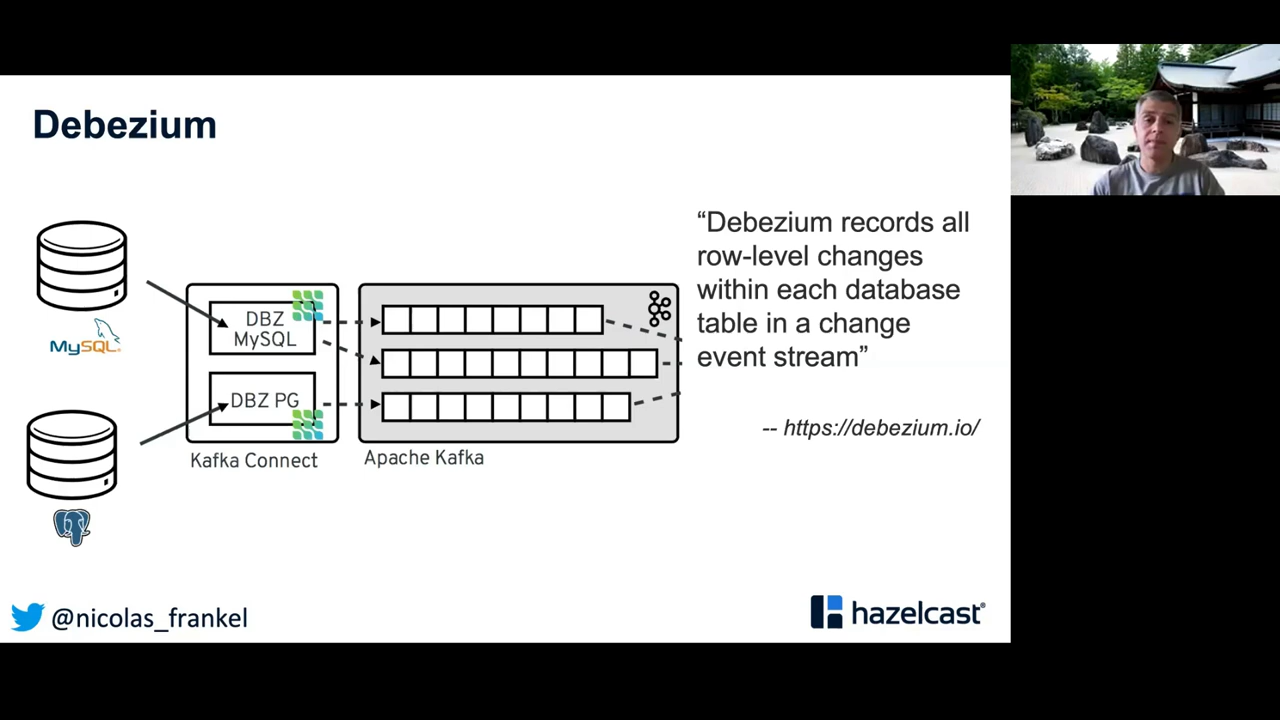 Debezium
MySQL
DBZ
MySQL
DBZ PG
Kafka Connect
Apache Kafka
“Debezium records all
row-level changes
within each database
table in a change
event stream”
-- https://debezium.io/
@nicolas_frankel
hazelcast®